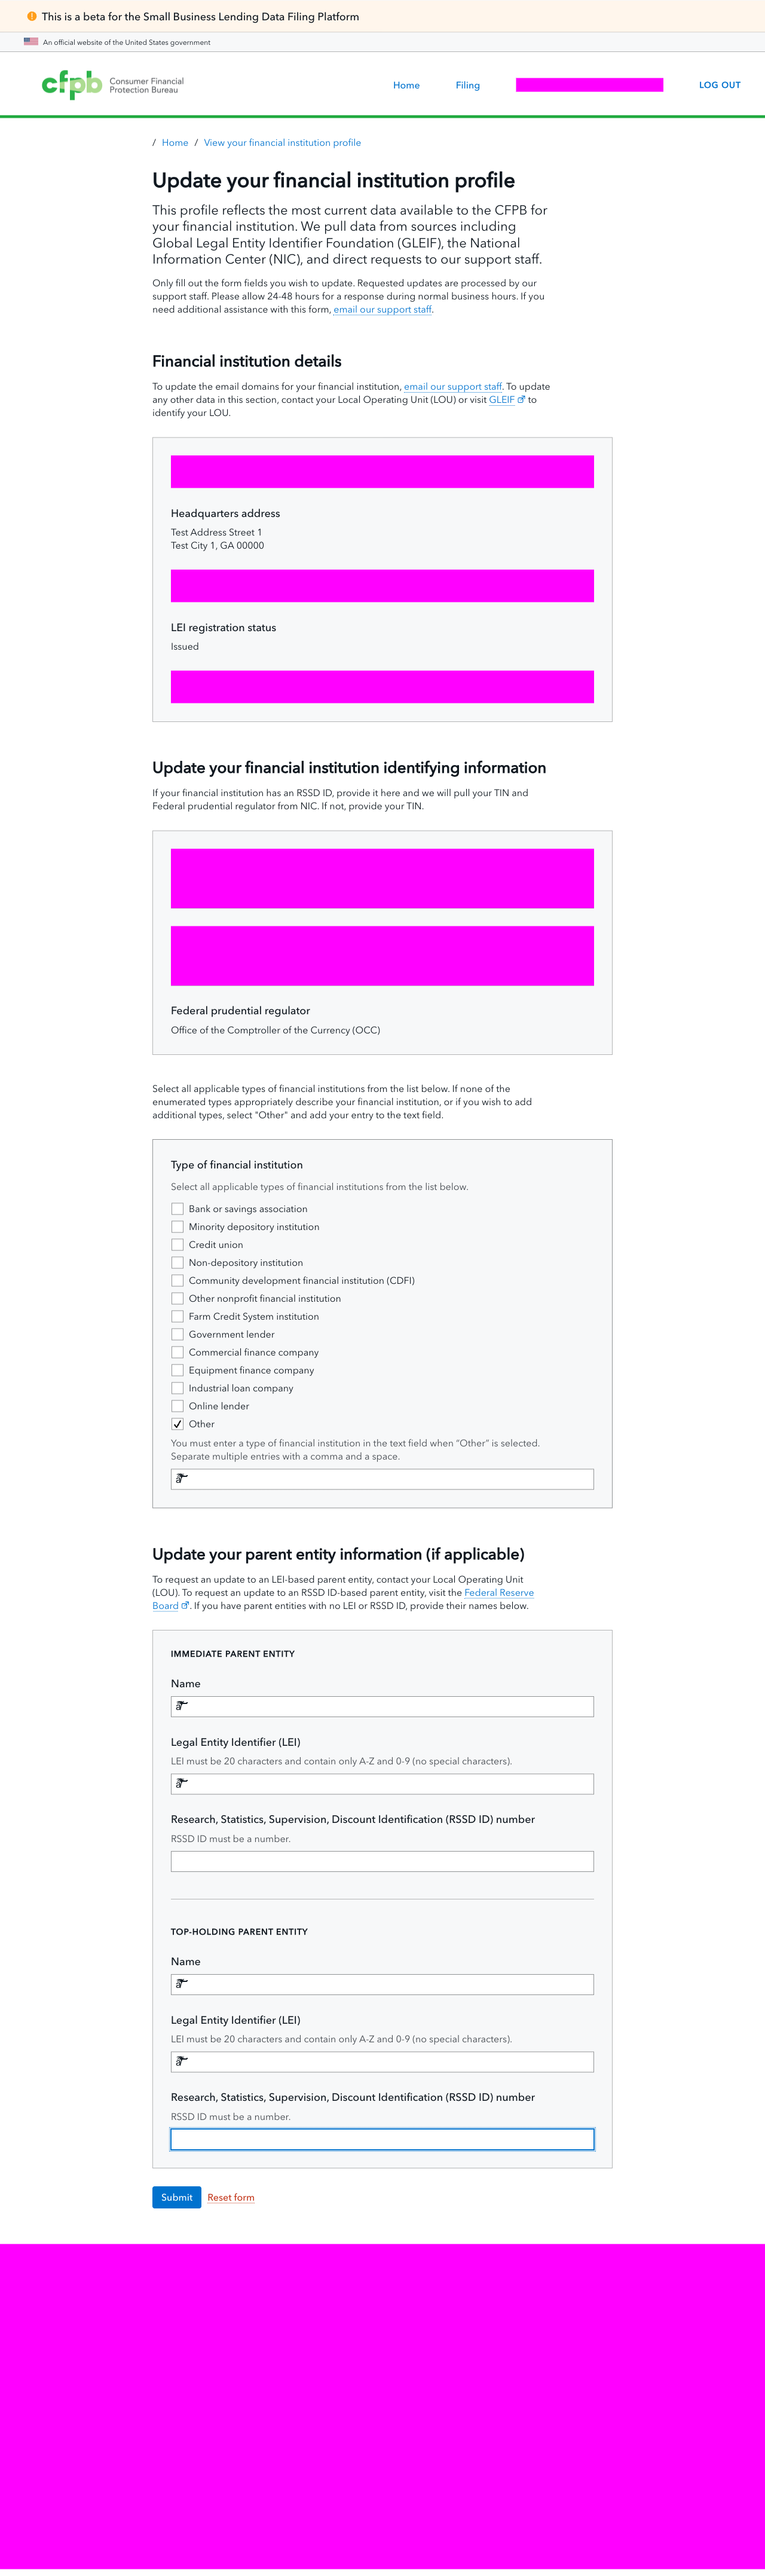 This is a beta for the Small Business Lending Data Filing Platform
An official website of the United States government
cfpb Consumer Financial
Protection Bureau
Home Filing LOG OUT
/ Home / View your financial institution profile
Update your financial institution profile
This profile reflects the most current data available to the CFPB for
your financial institution. We pull data from sources including
Global Legal Entity Identifier Foundation (GLEIF), the National
Information Center (NIC), and direct requests to our support staff.
Only fill out the form fields you wish to update. Requested updates are processed by our
support staff. Please allow 24-48 hours for a response during normal business hours. If you
need additional assistance with this form, email our support staff.
Financial institution details
To update the email domains for your financial institution, email our support staff. To update
any other data in this section, contact your Local Operating Unit (LOU) or visit GLEIF to
identify your LOU.
Headquarters address
Test Address Street 1
Test City 1, GA 00000
LEI registration status
Issued
Update your financial institution identifying information
If your financial institution has an RSSD ID, provide it here and we will pull your TIN and
Federal prudential regulator from NIC. If not, provide your TIN.
Federal prudential regulator
Office of the Comptroller of the Currency (OCC)
Select all applicable types of financial institutions from the list below. If none of the
enumerated types appropriately describe your financial institution, or if you wish to add
additional types, select "Other" and add your entry to the text field.
Type of financial institution
Select all applicable types of financial institutions from the list below.
Bank or savings association
Minority depository institution
Credit union
Non-depository institution
Community development financial institution (CDFI)
Other nonprofit financial institution
Farm Credit System institution
Government lender
Commercial finance company
Equipment finance company
Industrial loan company
Online lender
Other
You must enter a type of financial institution in the text field when "Other" is selected.
Separate multiple entries with a comma and a space.
Update your parent entity information (if applicable)
To request an update to an LEI-based parent entity, contact your Local Operating Unit
(LOU). To request an update to an RSSD ID-based parent entity, visit the Federal Reserve
Board. If you have parent entities with no LEI or RSSD ID, provide their names below.
IMMEDIATE PARENT ENTITY
Name
Legal Entity Identifier (LEI)
LEI must be 20 characters and contain only A-Z and 0-9 (no special characters).
Research, Statistics, Supervision, Discount Identification (RSSD ID) number
RSSD ID must be a number.
TOP-HOLDING PARENT ENTITY
Name
Legal Entity Identifier (LEI)
LEI must be 20 characters and contain only A-Z and 0-9 (no special characters).
Research, Statistics, Supervision, Discount Identification (RSSD ID) number
RSSD ID must be a number.
Submit Reset form